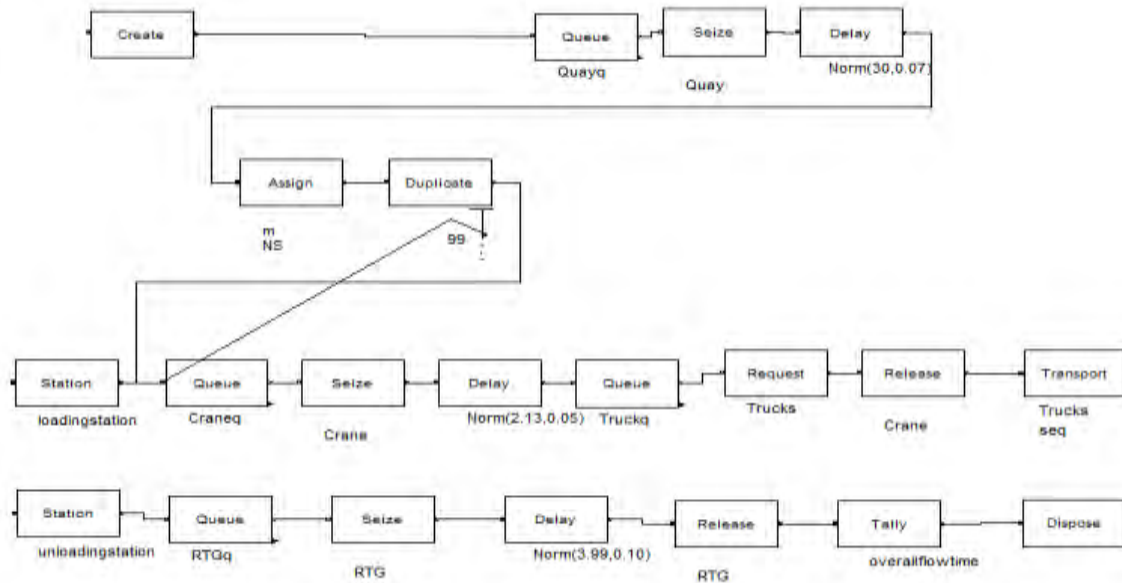 Create
Queue
Seize
Delay
Quayq
Quay
Norm(30,0.07)
Assign
Duplicate
m
NS
99
Station
Queue
Seize
Delay
Queue
Request
Release
Transport
loadingstation
Craneq
Crane
Norm(2.13,0.05)
Truckq
Trucks
Crane
Trucks
seq
Station
Queue
Seize
Delay
Release
Tally
Dispose
unloadingstation
RTGq
RTG
Norm(3.99,0.10)
RTG
overallflowtime